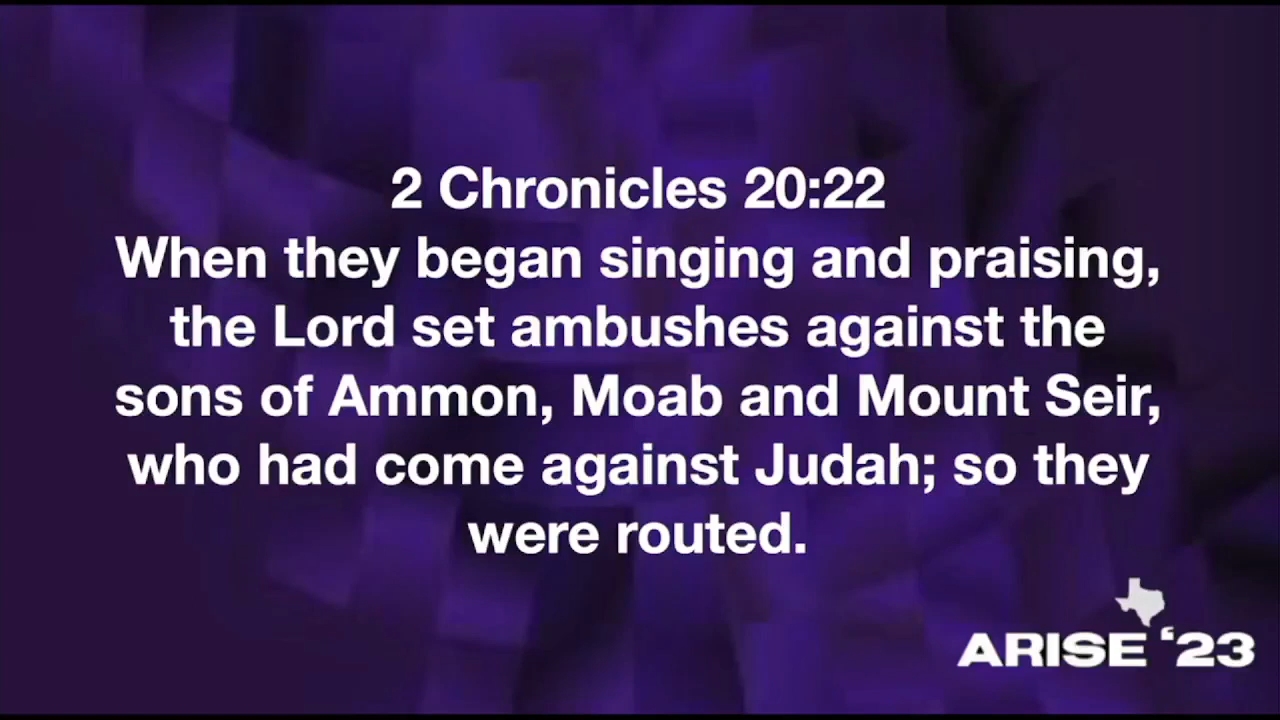 2 Chronicles 20:22
When they began singing and praising,
the Lord set ambushes against the
sons of Ammon, Moab and Mount Seir,
who had come against Judah; so they
were routed.
ARISE ‘23